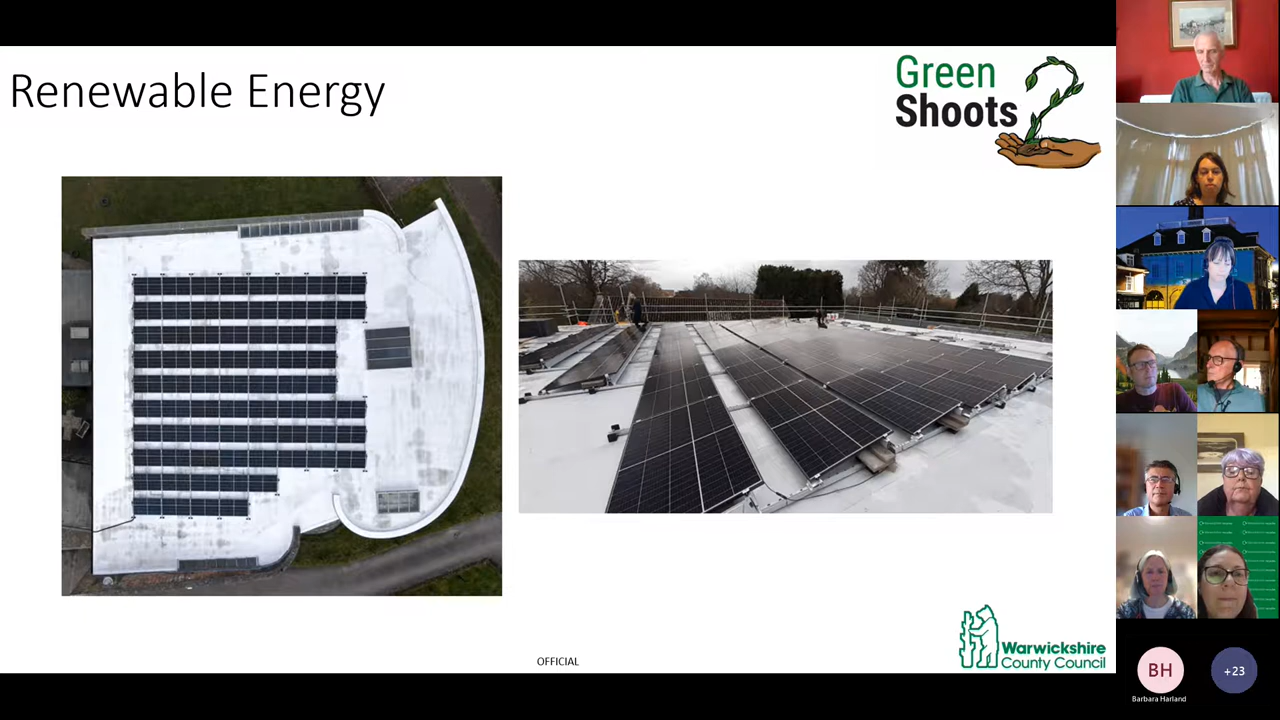 Renewable Energy
Green
Shoots
OFFICIAL
Warwickshire
County Council
BH
+23
Barbara Harland